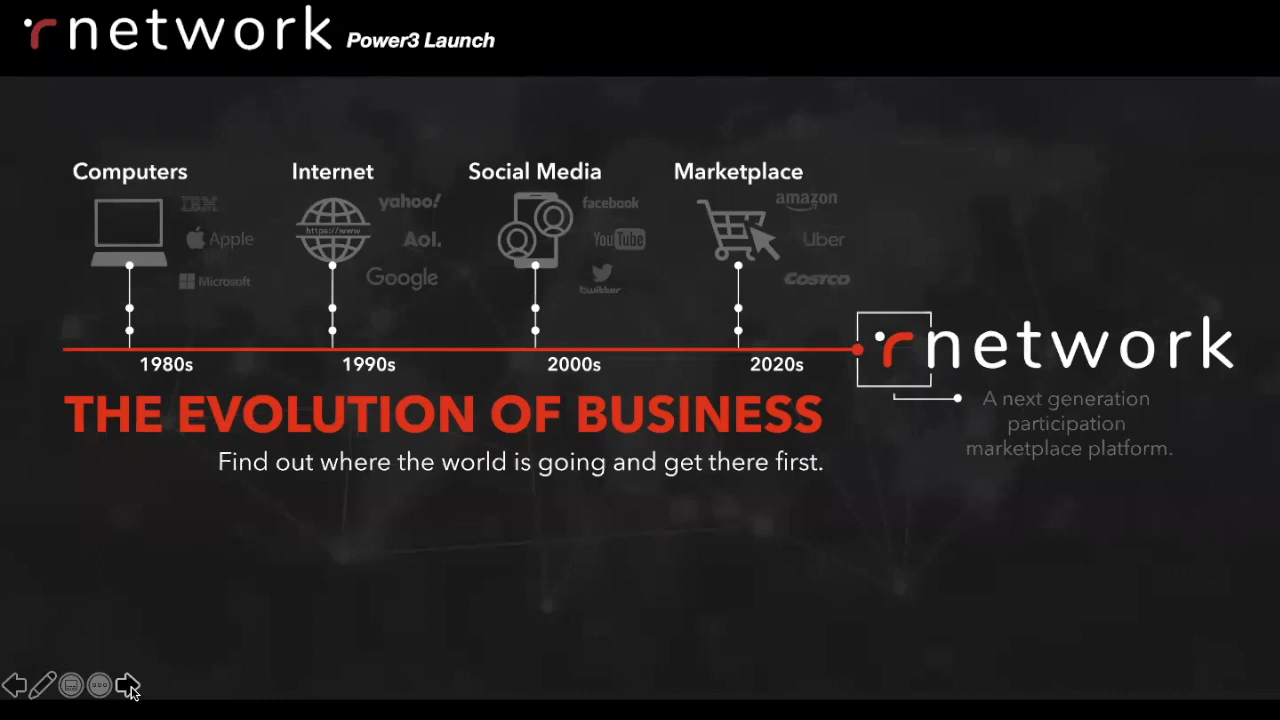 rnetwork Power3 Launch
Computers
Internet
Social Media
Marketplace
IBM
Apple
Microsoft
https://www
yahoo!
Aol.
Google
facebook
YouTube
twitter
amazon
Uber
COSTCO
1980s
1990s
2000s
2020s
rnetwork
A next generation
participation
marketplace platform.
THE EVOLUTION OF BUSINESS
Find out where the world is going and get there first.